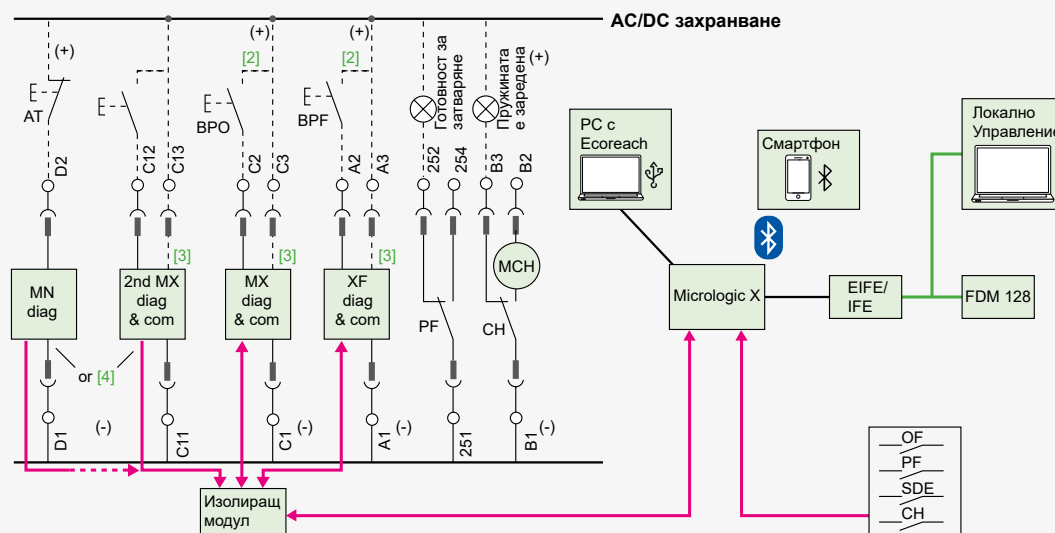 AC/DC захранване
(+)
(+)
(+)
(+)
[2]
[2]
Готовност за
затваряне
Пружината
е заредена
AT
BPO
BPF
D2
C12
C13
C2
C3
A2
A3
252
254
B3
B2
[3]
[3]
[3]
MN
diag
2nd MX
diag
& com
MX
diag
& com
XF
diag
& com
PF
CH
MCH
or [4]
D1
(-)
C11
C1
(-)
A1
(-)
251
B1
(-)
Изолиращ
модул
PC с
Ecoreach
Смартфон
Локално
Управление
Micrologic X
EIFE/
IFE
FDM 128
OF
PF
SDE
CH